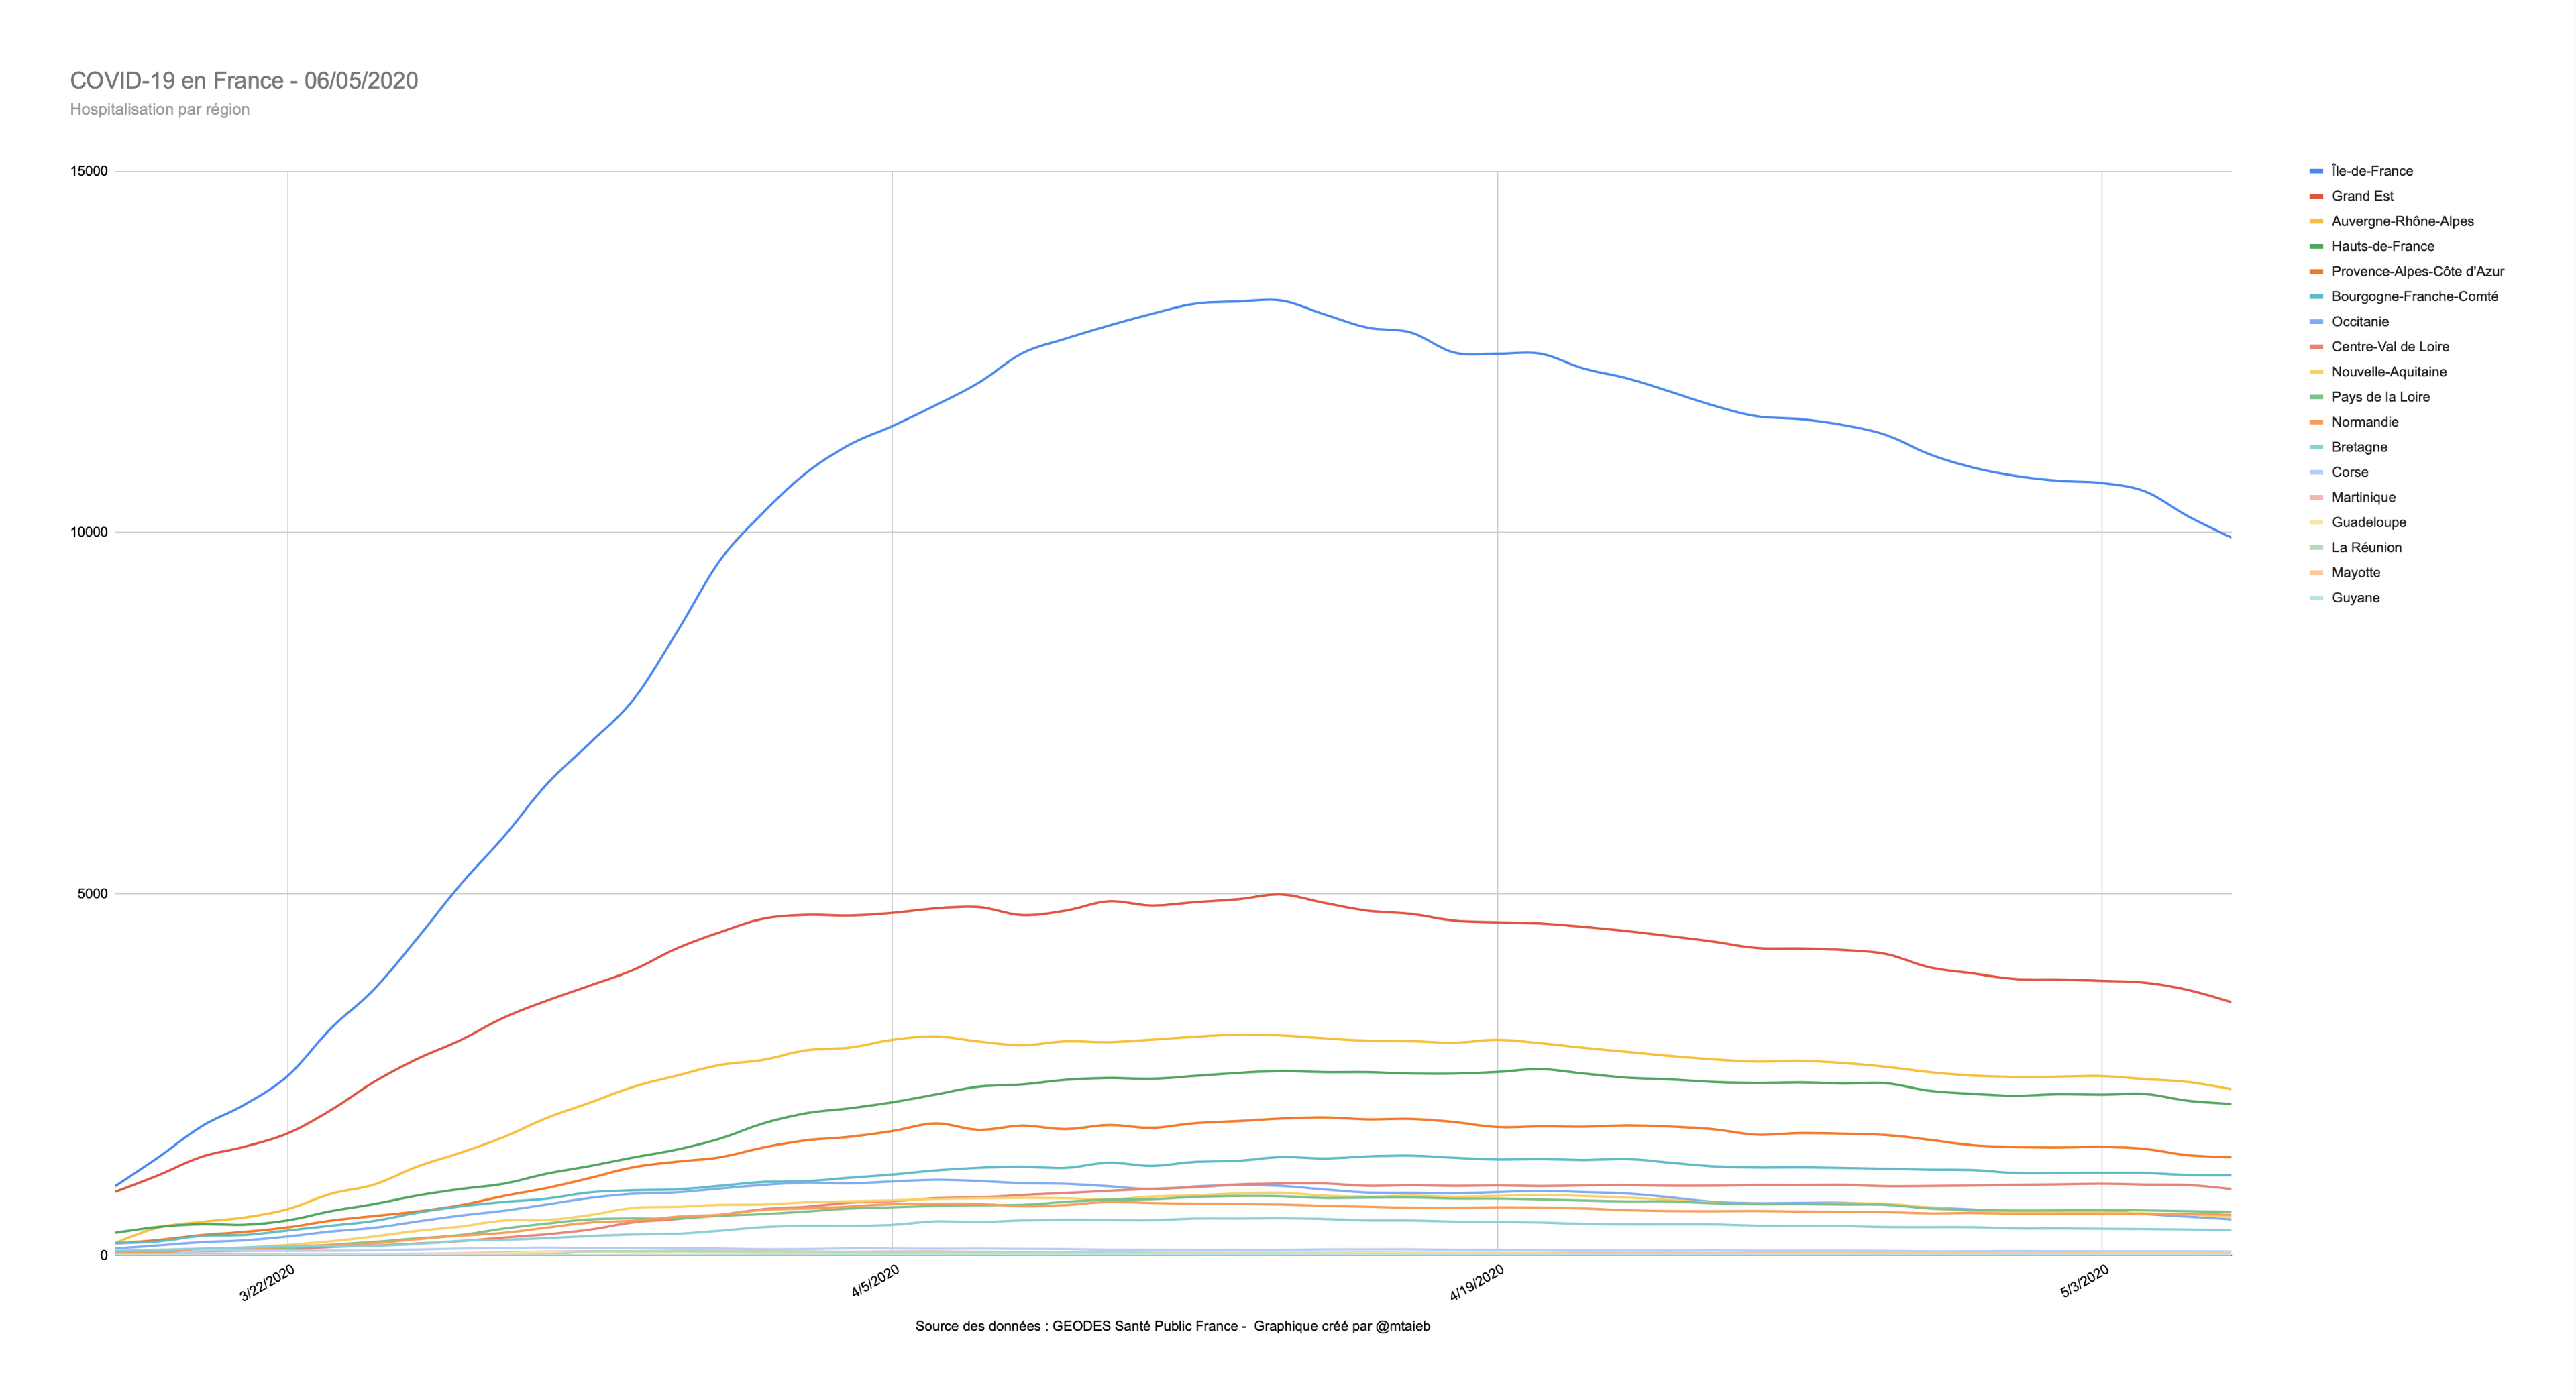 COVID-19 en France - 06/05/2020
Hospitalisation par région
15000
10000
5000
0
3/22/2020
4/5/2020
4/19/2020
5/3/2020
Île-de-France
Grand Est
Auvergne-Rhône-Alpes
Hauts-de-France
Provence-Alpes-Côte d'Azur
Bourgogne-Franche-Comté
Occitanie
Centre-Val de Loire
Nouvelle-Aquitaine
Pays de la Loire
Normandie
Bretagne
Corse
Martinique
Guadeloupe
La Réunion
Mayotte
Guyane
Source des données : GEODES Santé Public France - Graphique créé par @mtaieb